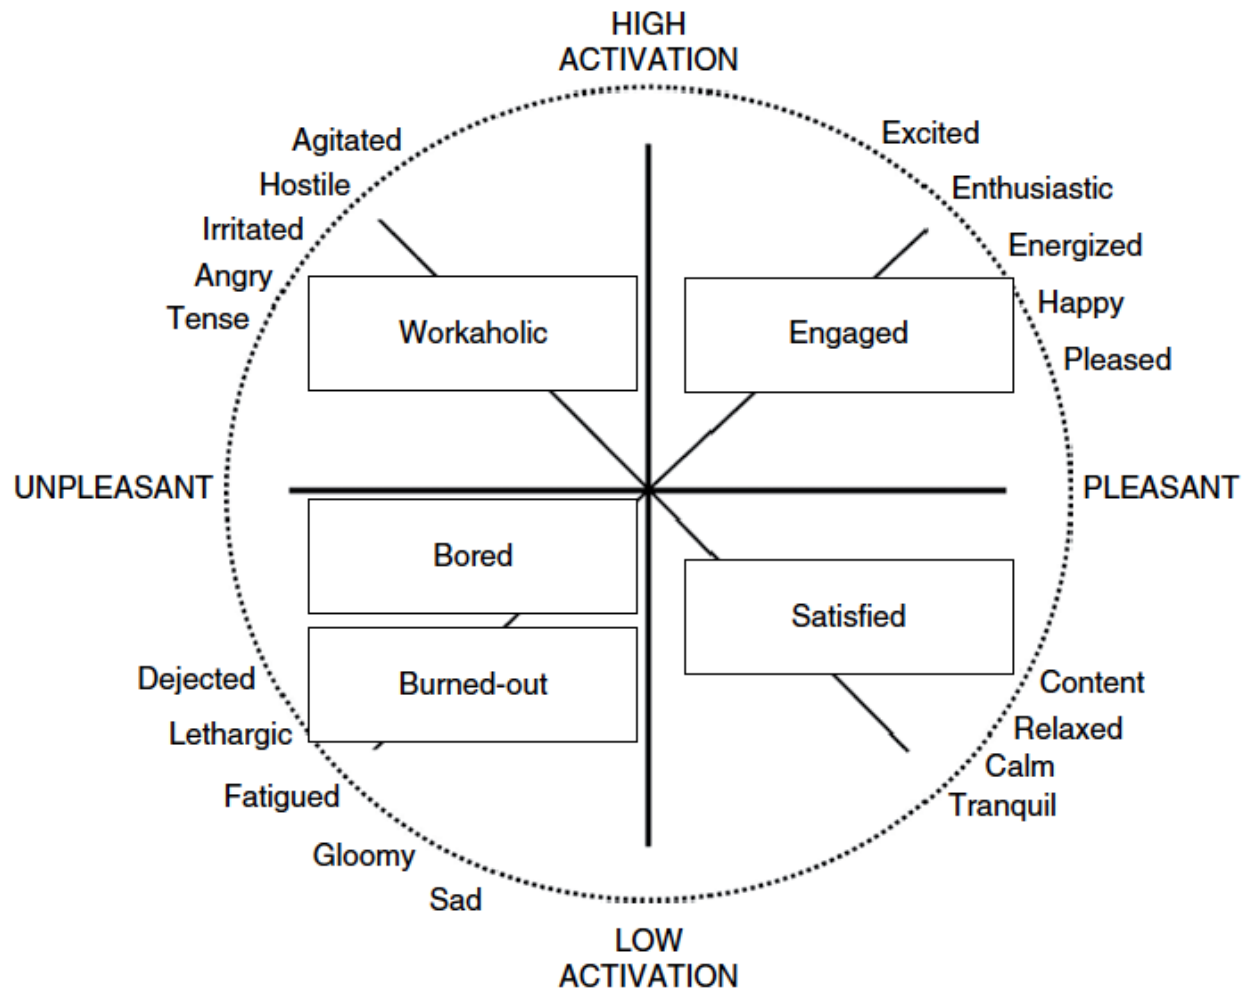 HIGH
ACTIVATION
Agitated
Excited
Hostile
Enthusiastic
Irritated
Energized
Angry
Happy
Tense
Workaholic
Engaged
Pleased
UNPLEASANT
PLEASANT
Bored
Satisfied
Dejected
Burned-out
Content
Lethargic
Relaxed
Calm
Fatigued
Tranquil
Gloomy
Sad
LOW
ACTIVATION